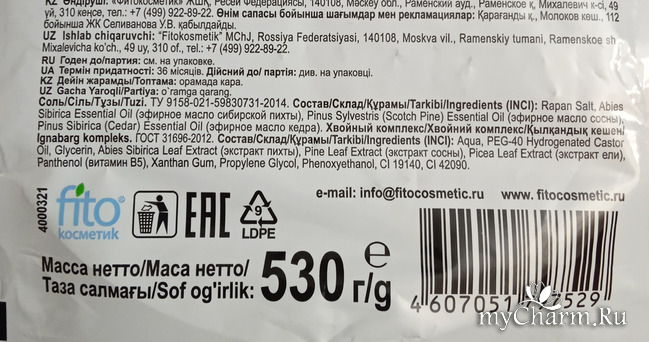 KZ Өндіруші: «Фитокосметик» ЖШҚ, Ресей Федерациясы, 140108, Мәскеу обл., Раменский ауд., Раменское қ, Михалевич к-сі, 49
үй, 310 кеңсе, тел.: +7 (499) 922-89-22. Өнім сапасы бойынша шағымдар мен рекламациялар: Қарағанды қ., Молоков көш., 112
бойынша ЖК Селиванова У.В. қабылдайды.
UZ Ishlab chiqaruvchi: "Fitokosmetik" MChJ, Rossiya Federatsiyasi, 140108, Moskva vil., Ramenskiy tumani, Ramenskoe sh
Mixalevicha ko'ch., 49 uy, 310 of., tel.: +7 (499) 922-89-22.
RU Годен до/партия: см. на упаковке.
UA Термін придатності: 36 місяців. Дійсний до/ партія: див. на упаковці.
KZ Дейін жарамды/Топтама: орамада қара.
UZ Gacha Yaroqli/Partiya: o`ramga qarang.
Соль/Сіль/Тұзы/Tuzi. ТУ 9158-021-59830731-2014. Состав/Склад/Құрамы/Tarkibi/Ingredients (INCI): Rapan Salt, Abies
Sibirica Essential Oil (эфирное масло сибирской пихты), Pinus Sylvestris (Scotch Pine) Essential Oil (эфирное масло сосны),
Pinus Sibirica (Cedar) Essential Oil (эфирное масло кедра). Хвойный комплекс/Хвойний комплекс/Қылқандық кешен/
Ignabarg kompleks. ГОСТ 31696-2012. Состав/Склад/Құрамы/Tarkibi/Ingredients (INCI): Aqua, PEG-40 Hydrogenated Castor
Oil, Glycerin, Abies Sibirica Leaf Extract (экстракт пихты), Pine Leaf Extract (экстракт сосны), Picea Leaf Extract (экстракт ели),
Panthenol (витамин В5), Xanthan Gum, Propylene Glycol, Phenoxyethanol, CI 19140, CI 42090.
e-mail: info@fitocosmetic.ru www.fitocosmetic.ru
4000321
fito косметик
EAC
9
LDPE
Масса нетто/Маса нетто/
Таза салмағы/Sof og'irlik: 530 г/g e
4 607051 2529
myCharm.Ru